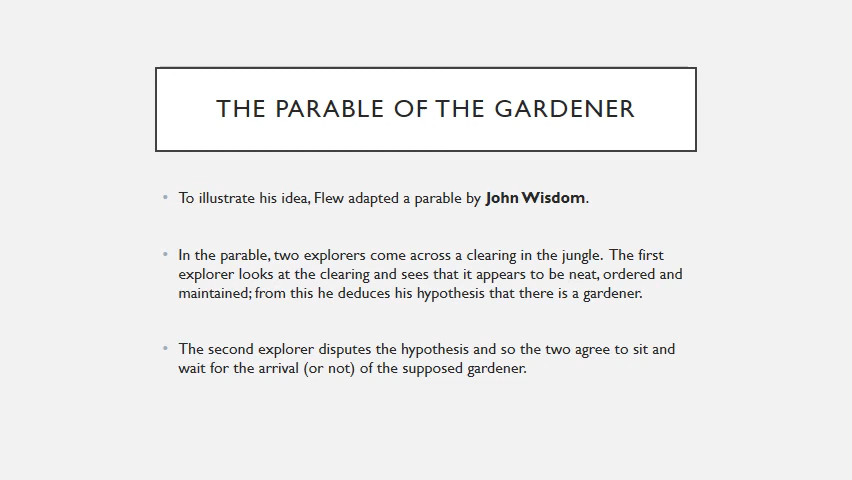 THE PARABLE OF THE GARDENER
• To illustrate his idea, Flew adapted a parable by John Wisdom.
• In the parable, two explorers come across a clearing in the jungle. The first
explorer looks at the clearing and sees that it appears to be neat, ordered and
maintained; from this he deduces his hypothesis that there is a gardener.
• The second explorer disputes the hypothesis and so the two agree to sit and
wait for the arrival (or not) of the supposed gardener.